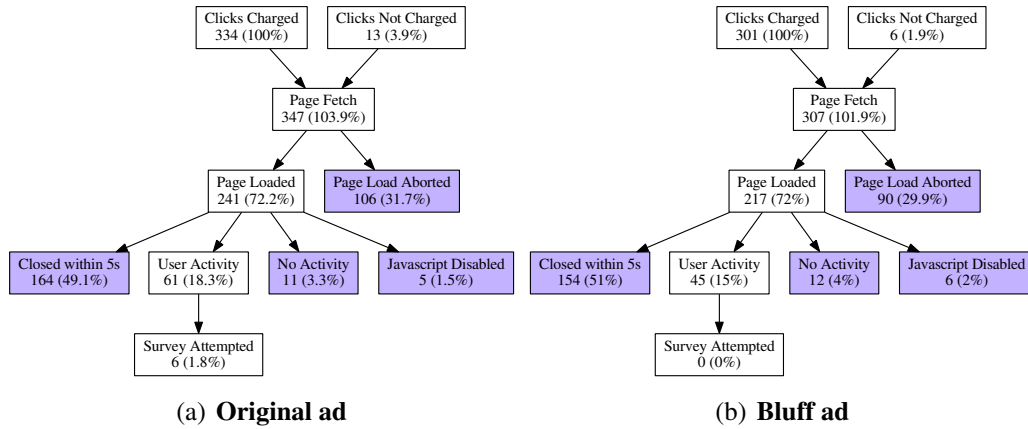 Clicks Charged
334 (100%)
Clicks Not Charged
13 (3.9%)
Page Fetch
347 (103.9%)
Page Loaded
241 (72.2%)
Page Load Aborted
106 (31.7%)
Closed within 5s
164 (49.1%)
User Activity
61 (18.3%)
No Activity
11 (3.3%)
Javascript Disabled
5 (1.5%)
Survey Attempted
6 (1.8%)
(a) Original ad
Clicks Charged
301 (100%)
Clicks Not Charged
6 (1.9%)
Page Fetch
307 (101.9%)
Page Loaded
217 (72%)
Page Load Aborted
90 (29.9%)
Closed within 5s
154 (51%)
User Activity
45 (15%)
No Activity
12 (4%)
Javascript Disabled
6 (2%)
Survey Attempted
0 (0%)
(b) Bluff ad